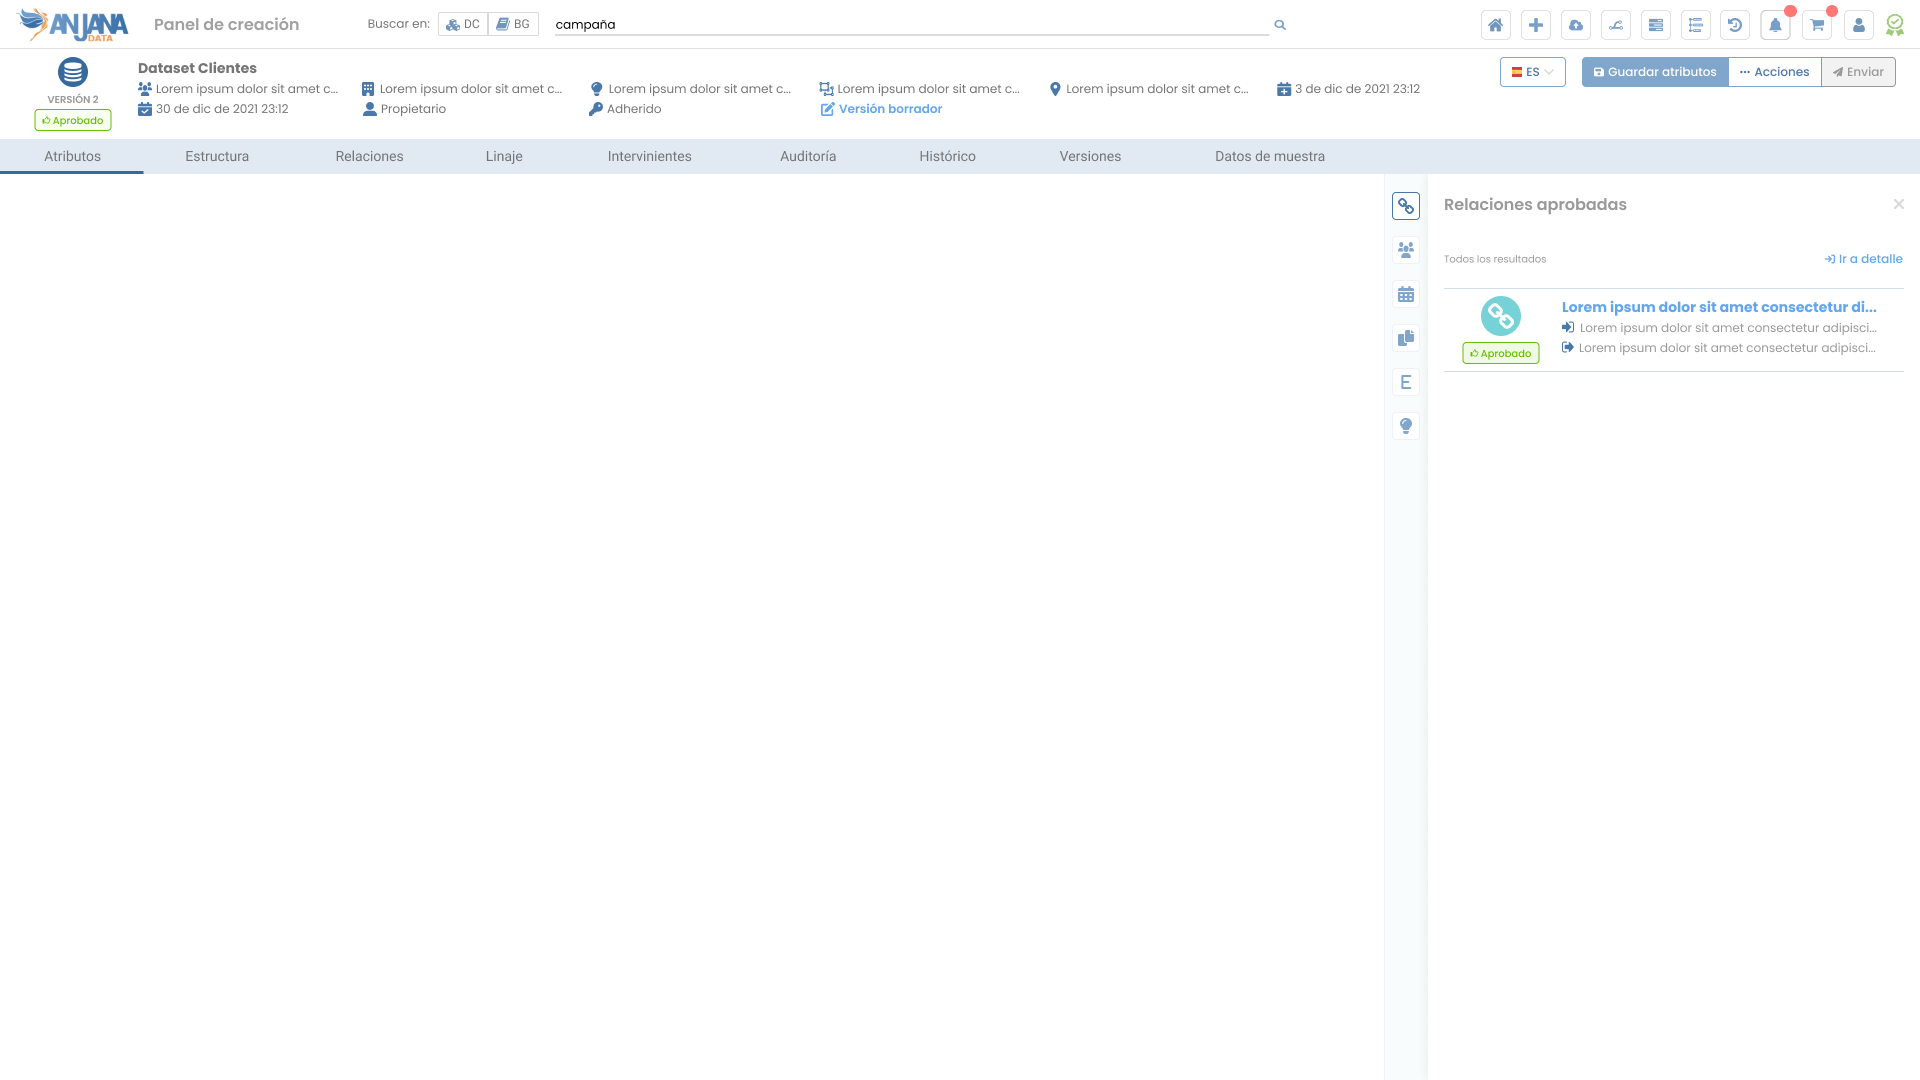 ANJANA DATA
Panel de creación
Buscar en:
DC
BG
campaña
VERSIÓN 2
Aprobado
Dataset Clientes
Lorem ipsum dolor sit amet c...
Lorem ipsum dolor sit amet c...
Lorem ipsum dolor sit amet c...
Lorem ipsum dolor sit amet c...
Lorem ipsum dolor sit amet c...
3 de dic de 2021 23:12
30 de dic de 2021 23:12
Propietario
Adherido
Versión borrador
ES
Guardar atributos
Acciones
Enviar
Atributos
Estructura
Relaciones
Linaje
Intervinientes
Auditoría
Histórico
Versiones
Datos de muestra
E
Relaciones aprobadas
Todos los resultados
Ir a detalle
Aprobado
Lorem ipsum dolor sit amet consectetur di...
Lorem ipsum dolor sit amet consectetur adipisci...
Lorem ipsum dolor sit amet consectetur adipisci...